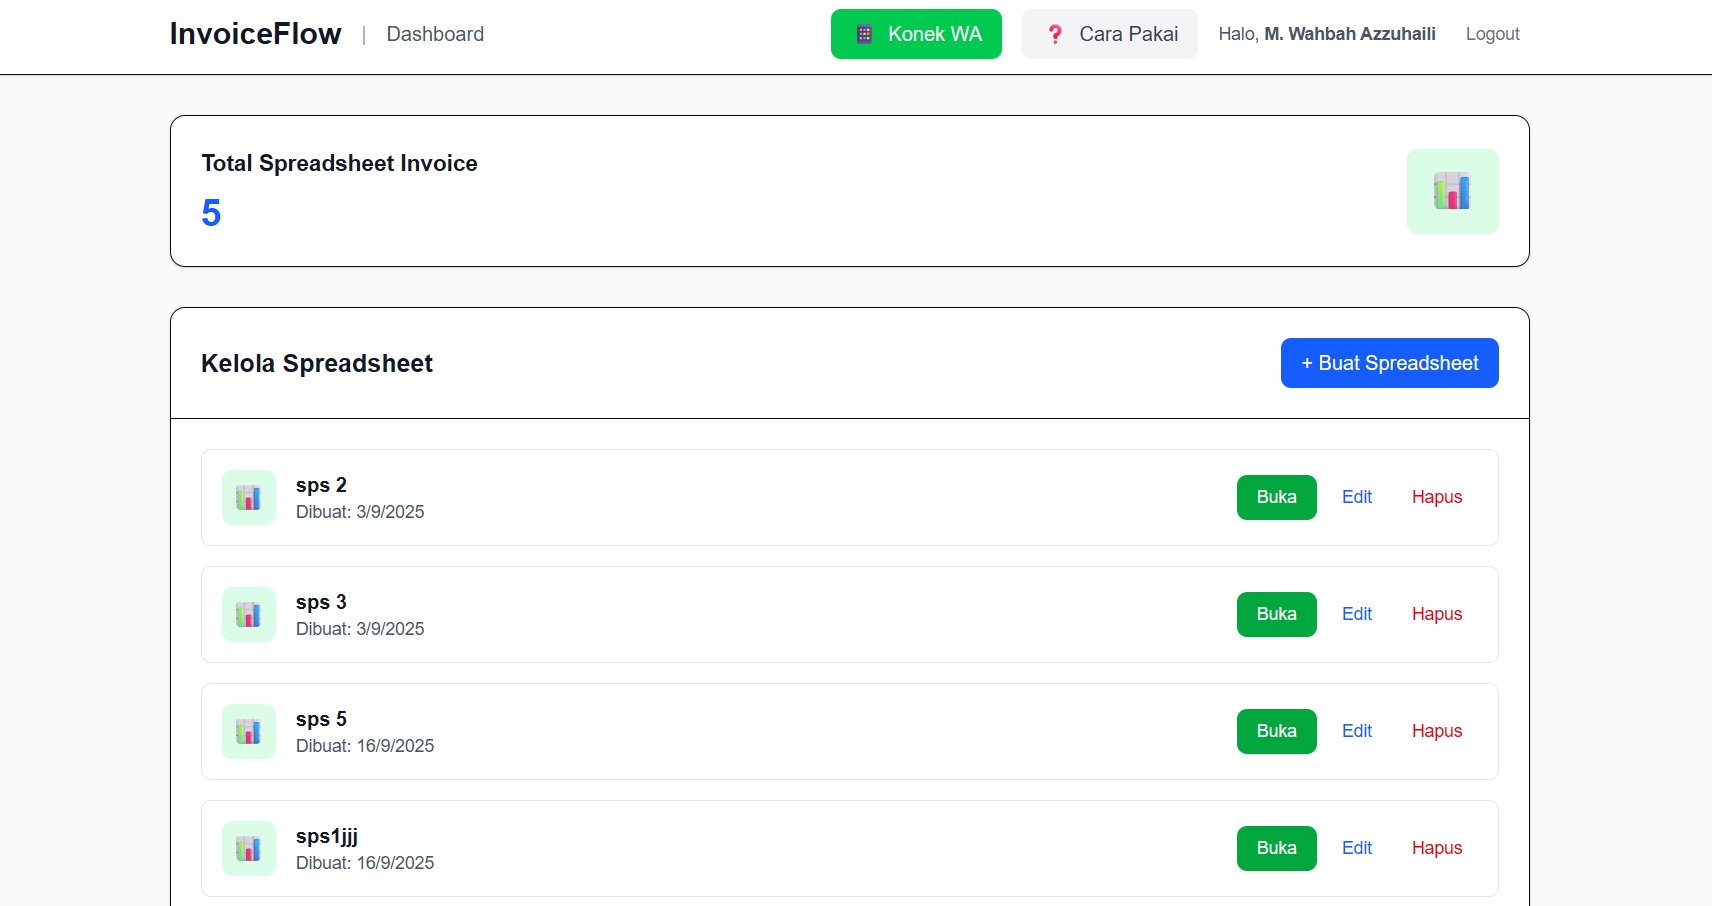 InvoiceFlow | Dashboard
Konek WA
Cara Pakai
Halo, M. Wahbah Azzuhaili
Logout
Total Spreadsheet Invoice
5
Kelola Spreadsheet
+ Buat Spreadsheet
sps 2
Dibuat: 3/9/2025
Buka Edit Hapus
sps 3
Dibuat: 3/9/2025
Buka Edit Hapus
sps 5
Dibuat: 16/9/2025
Buka Edit Hapus
sps1jjj
Dibuat: 16/9/2025
Buka Edit Hapus